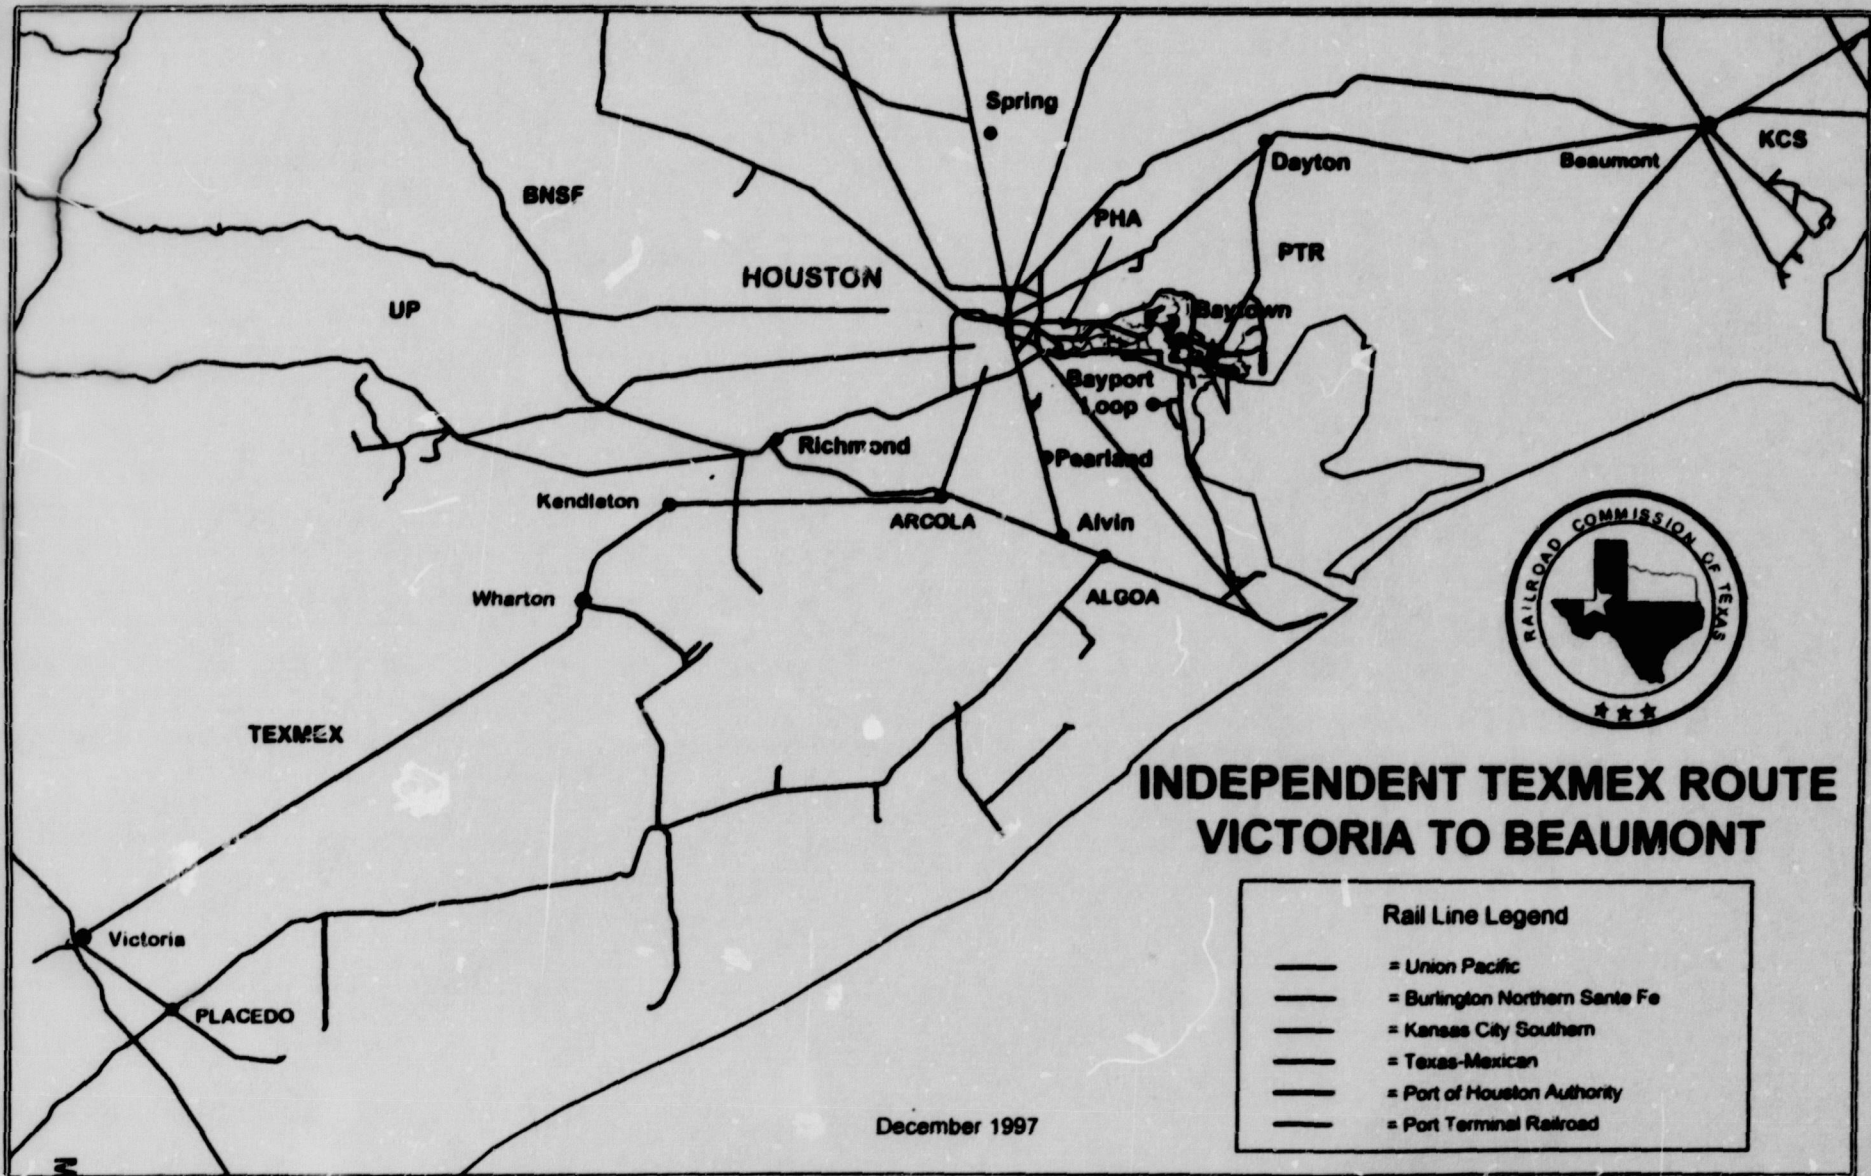 Spring
KCS
Dayton
Beaumont
BNSF
PHA
PTR
HOUSTON
UP
Baytown
Bayport
Loop
Richmond
Pearland
Kendleton
ARCOLA
Alvin
Wharton
ALGOA
RAILROAD COMMISSION OF TEXAS
TEXMEX
INDEPENDENT TEXMEX ROUTE
VICTORIA TO BEAUMONT
Victoria
PLACEDO
Rail Line Legend
= Union Pacific
= Burlington Northern Sante Fe
= Kansas City Southern
= Texas-Mexican
= Port of Houston Authority
= Port Terminal Railroad
December 1997
M